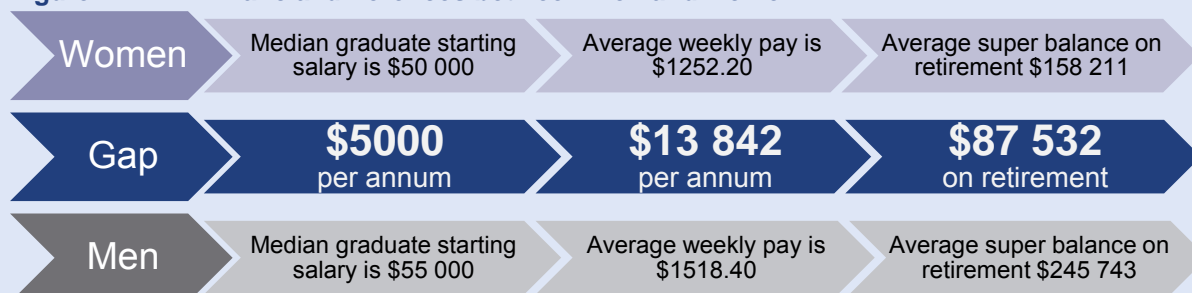 Women
Median graduate starting
salary is $50 000
Average weekly pay is
$1252.20
Average super balance on
retirement $158 211
Gap
$5000
per annum
$13 842
per annum
$87 532
on retirement
Men
Median graduate starting
salary is $55 000
Average weekly pay is
$1518.40
Average super balance on
retirement $245 743